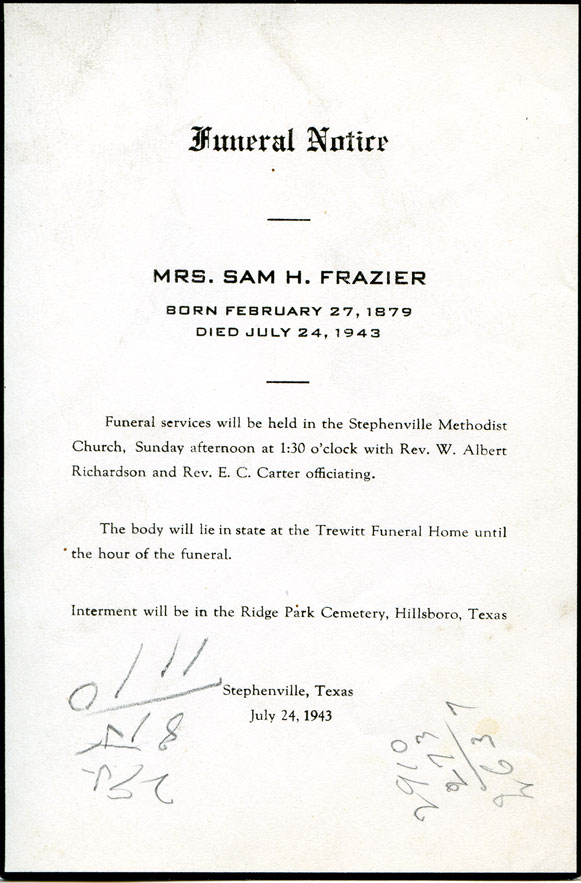 Funeral Notice
MRS. SAM H. FRAZIER
BORN FEBRUARY 27, 1879
DIED JULY 24, 1943
Funeral services will be held in the Stephenville Methodist
Church, Sunday afternoon at 1:30 o'clock with Rev. W. Albert
Richardson and Rev. E. C. Carter officiating.
The body will lie in state at the Trewitt Funeral Home until
the hour of the funeral.
Interment will be in the Ridge Park Cemetery, Hillsboro, Texas
Stephenville, Texas
July 24, 1943
2910
273
2637